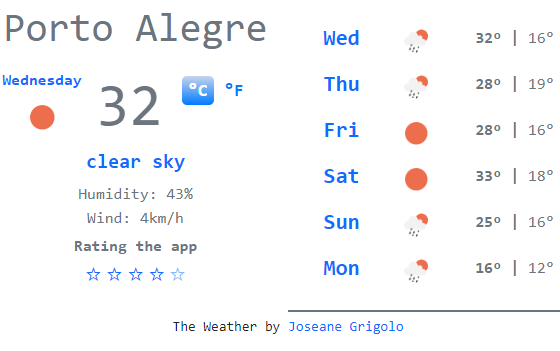 Porto Alegre
Wednesday
32 °C °F
clear sky
Humidity: 43%
Wind: 4km/h
Rating the app
☆ ☆ ☆ ☆ ☆
Wed 32º | 16º
Thu 28º | 19º
Fri 28º | 16º
Sat 33º | 18º
Sun 25º | 16º
Mon 16º | 12º
The Weather by Joseane Grigolo